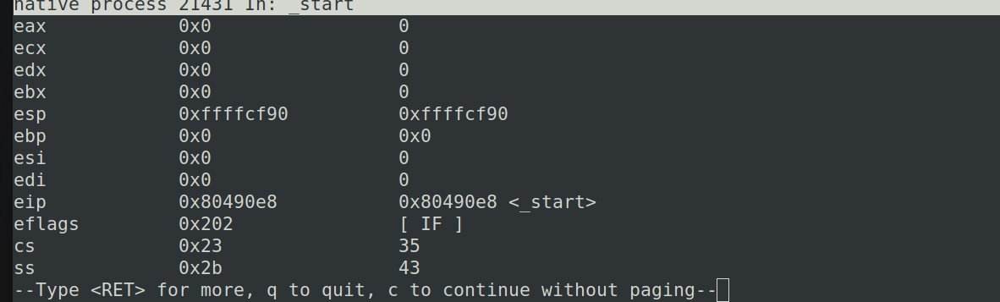 native process 21431 In: _start
eax 0x0 0
ecx 0x0 0
edx 0x0 0
ebx 0x0 0
esp 0xffffcf90 0xffffcf90
ebp 0x0 0x0
esi 0x0 0
edi 0x0 0
eip 0x80490e8 0x80490e8 <_start>
eflags 0x202 [ IF ]
cs 0x23 35
ss 0x2b 43
--Type <RET> for more, q to quit, c to continue without paging--